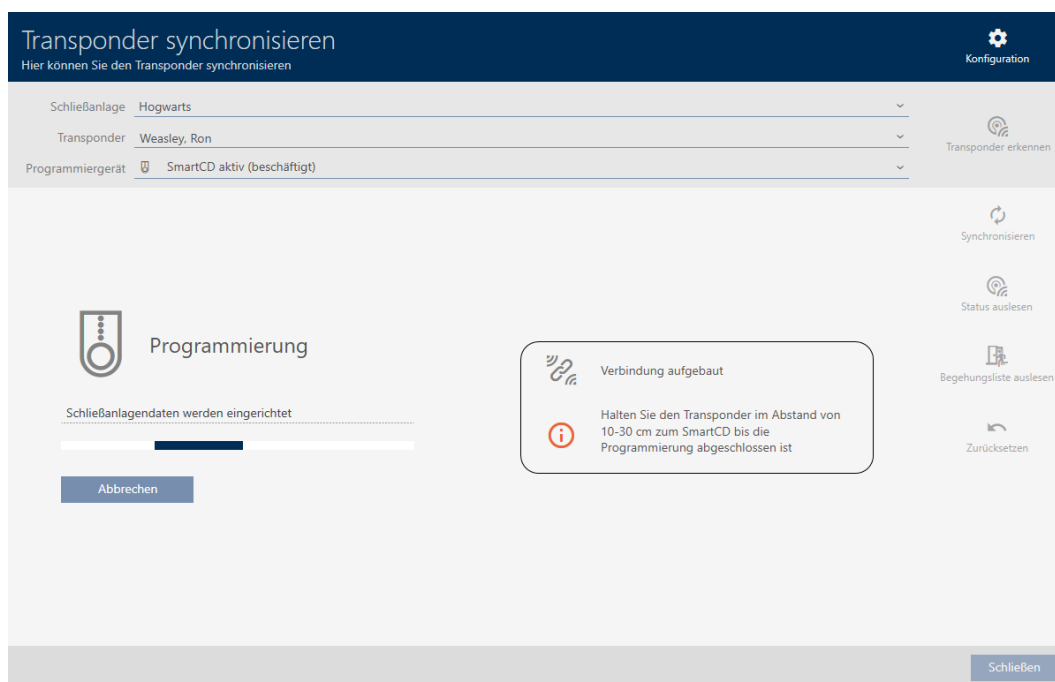 Transponder synchronisieren
Hier können Sie den Transponder synchronisieren
Konfiguration
Schließanlage Hogwarts
Transponder Weasley, Ron
Programmiergerät SmartCD aktiv (beschäftigt)
Transponder erkennen
Synchronisieren
Status auslesen
Begehungsliste auslesen
Zurücksetzen
Programmierung
Schließanlagendaten werden eingerichtet
Abbrechen
Verbindung aufgebaut
Halten Sie den Transponder im Abstand von
10-30 cm zum SmartCD bis die
Programmierung abgeschlossen ist
Schließen